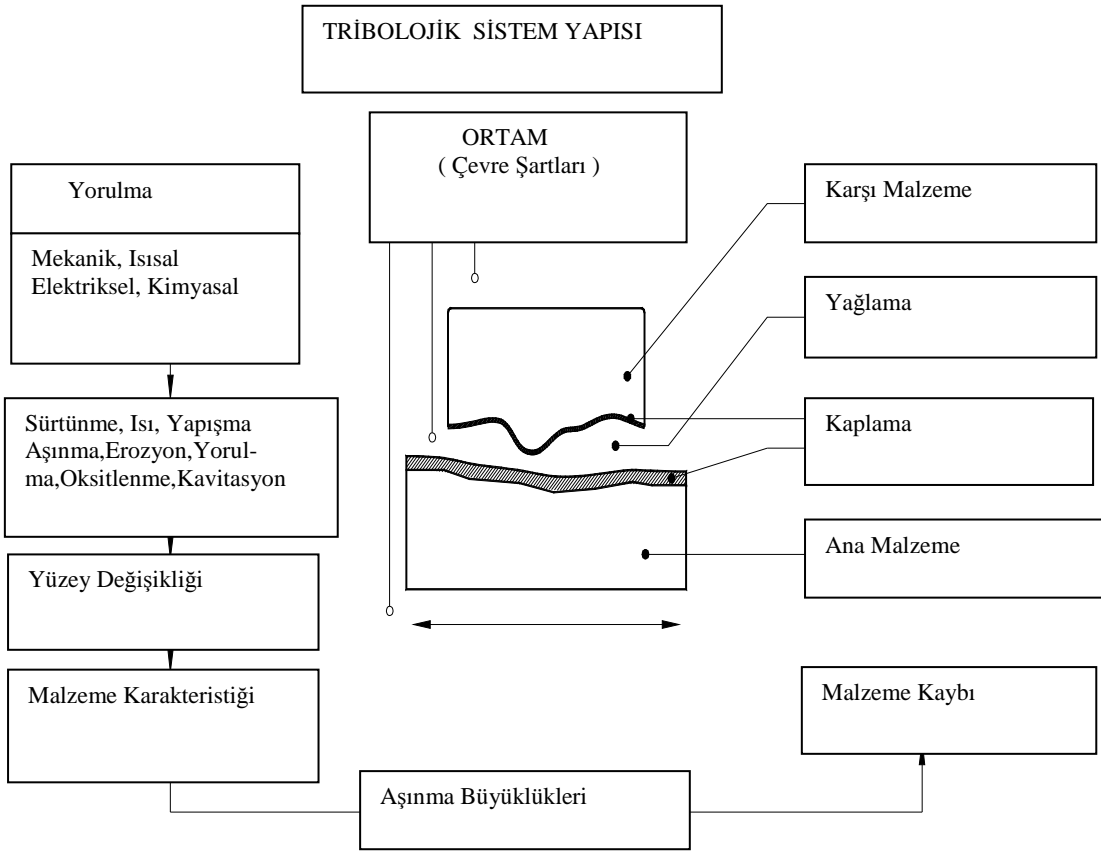 TRİBOLOJİK SİSTEM YAPISI
ORTAM
( Çevre Şartları )
Yorulma
Mekanik, Isısal
Elektriksel, Kimyasal
Sürtünme, Isı, Yapışma
Aşınma,Erozyon,Yorul-
ma,Oksitlenme,Kavitasyon
Yüzey Değişikliği
Malzeme Karakteristiği
Karşı Malzeme
Yağlama
Kaplama
Ana Malzeme
Malzeme Kaybı
Aşınma Büyüklükleri